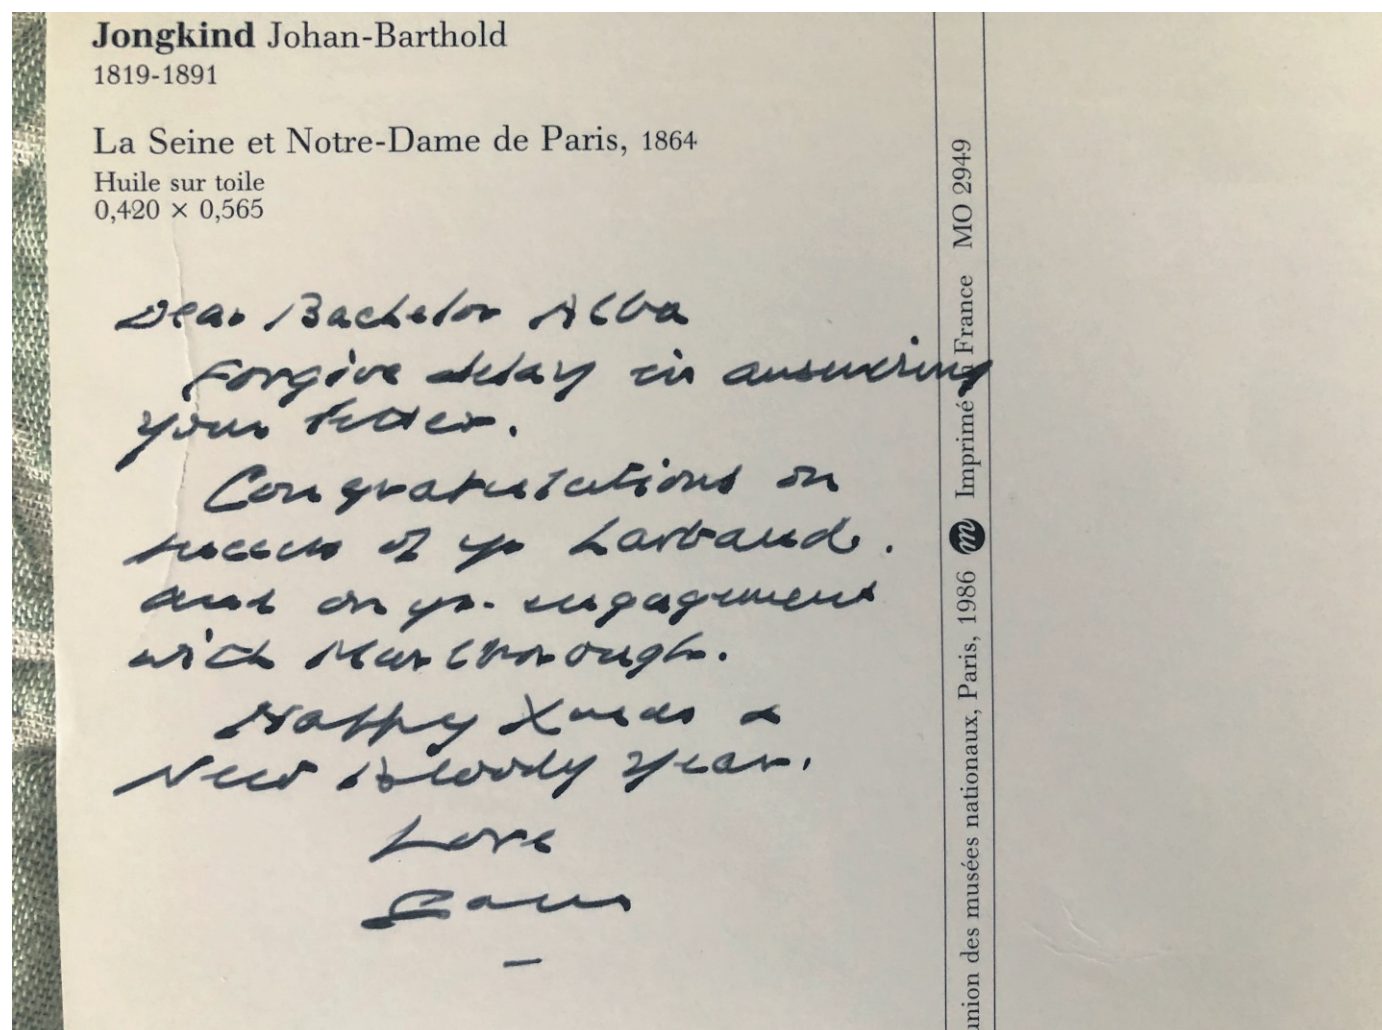 Jongkind Johan-Barthold
1819-1891
La Seine et Notre-Dame de Paris, 1864
Huile sur toile
0,420 × 0,565
Dear Bachelor Alba
Forgive delay in answering
your letter.
Congratulations on
success of yr Larbaud.
and on yr. engagement
with Marlborough.
Happy Xmas &
New bloody Year.
Love
Sam
union des musées nationaux, Paris, 1986 m Imprimé France MO 2949